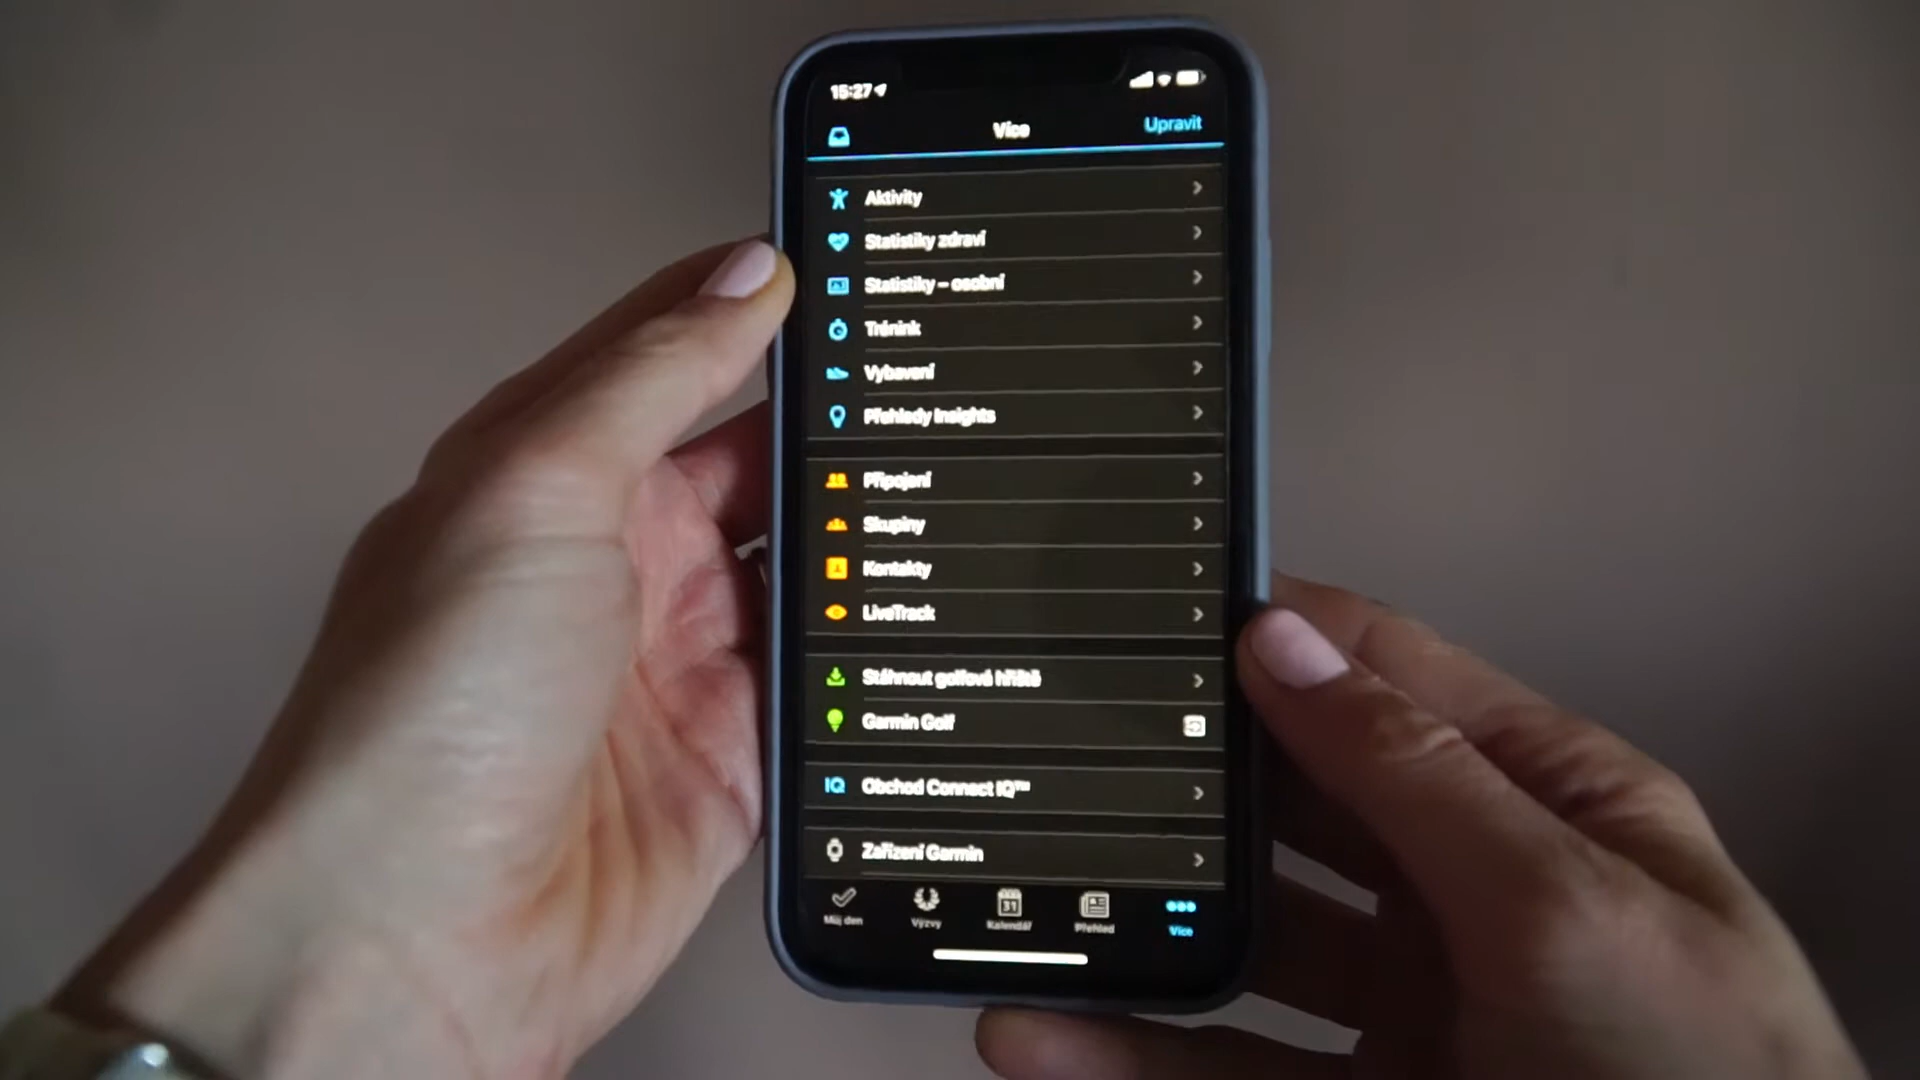 15:27
Více
Upravit
Aktivity
Statistiky zdraví
Statistiky – osobní
Trénink
Vybavení
Přehledy Insights
Připojení
Skupiny
Kontakty
LiveTrack
Stáhnout golfová hřiště
Garmin Golf
IQ Obchod Connect IQ™
Zařízení Garmin
31
Můj den
Výzvy
Kalendář
Přehled
Více